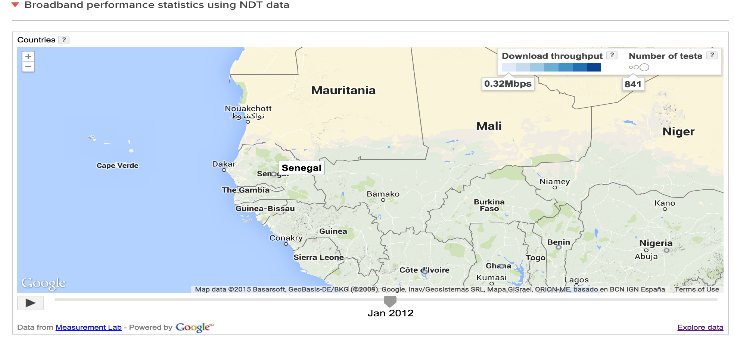 Broadband performance statistics using NDT data
Countries ?
+
−
Download throughput ? Number of tests ?
0.32Mbps 841
Mauritania
Nouakchott
نواكشوط
Mali
Niger
Cape Verde
Dakar
Senegal
Senegal
The Gambia
Niamey
Bamako
Guinea-Bissau
Burkina
Faso
Kano
Guinea
Conakry
Benin
Nigeria
Sierra Leone
Togo
Abuja
Côte d'Ivoire
Ghana
Kumasi
Lagos
Google
Map data ©2015 Basarsoft, GeoBasis-DE/BKG (©2009), Google, inav/Geosistemas SRL, Mapa GISrael, ORION-ME, basado en BCN IGN España Terms of Use
Jan 2012
Data from Measurement Lab - Powered by Google™
Explore data